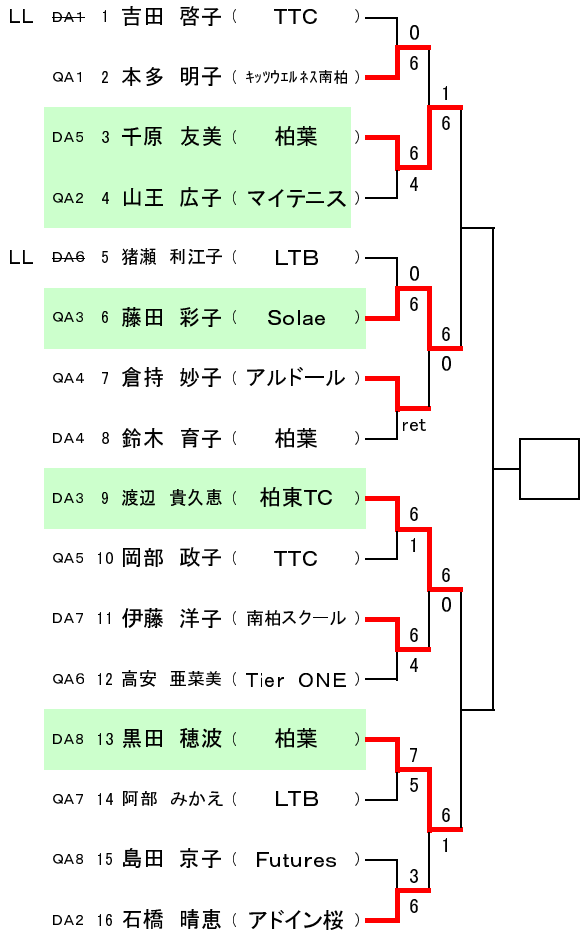 LL DA1 1 吉田 啓子 ( TTC )
0
6
QA1 2 本多 明子 ( キッツウエルネス南柏 )
1
6
DA5 3 千原 友美 ( 柏葉 )
6
4
QA2 4 山王 広子 ( マイテニス )
LL DA6 5 猪瀬 利江子 ( LTB )
0
6
QA3 6 藤田 彩子 ( Solae )
6
0
QA4 7 倉持 妙子 ( アルドール )
ret
DA4 8 鈴木 育子 ( 柏葉 )
DA3 9 渡辺 貴久恵 ( 柏東TC )
6
1
QA5 10 岡部 政子 ( TTC )
6
0
DA7 11 伊藤 洋子 ( 南柏スクール )
6
4
QA6 12 高安 亜菜美 ( Tier ONE )
DA8 13 黒田 穂波 ( 柏葉 )
7
5
QA7 14 阿部 みかえ ( LTB )
6
1
QA8 15 島田 京子 ( Futures )
3
6
DA2 16 石橋 晴恵 ( アドイン桜 )